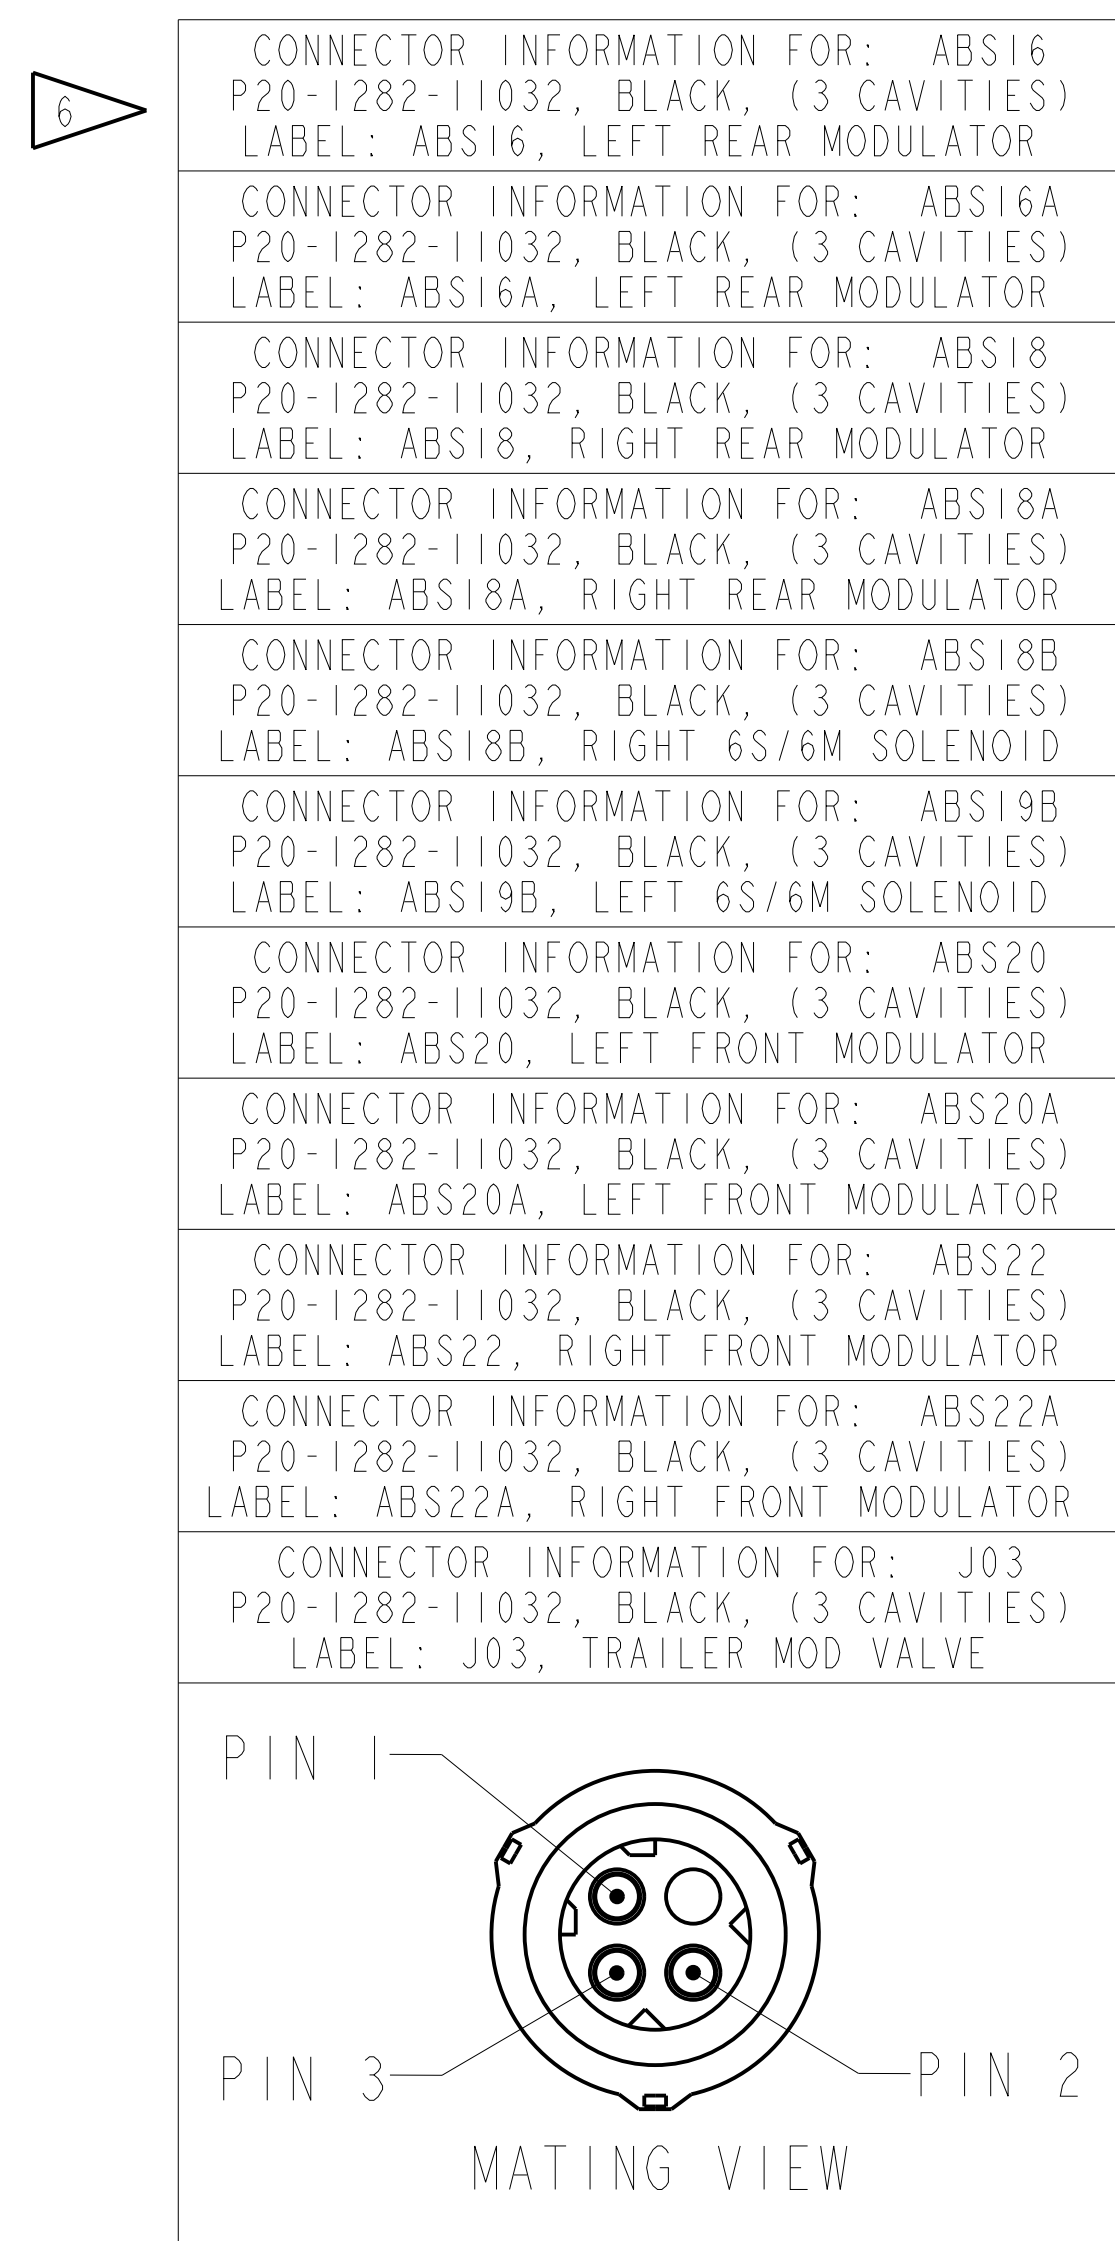 6
CONNECTOR INFORMATION FOR: ABS16
P20-1282-11032, BLACK, (3 CAVITIES)
LABEL: ABS16, LEFT REAR MODULATOR
CONNECTOR INFORMATION FOR: ABS16A
P20-1282-11032, BLACK, (3 CAVITIES)
LABEL: ABS16A, LEFT REAR MODULATOR
CONNECTOR INFORMATION FOR: ABS18
P20-1282-11032, BLACK, (3 CAVITIES)
LABEL: ABS18, RIGHT REAR MODULATOR
CONNECTOR INFORMATION FOR: ABS18A
P20-1282-11032, BLACK, (3 CAVITIES)
LABEL: ABS18A, RIGHT REAR MODULATOR
CONNECTOR INFORMATION FOR: ABS18B
P20-1282-11032, BLACK, (3 CAVITIES)
LABEL: ABS18B, RIGHT 6S/6M SOLENOID
CONNECTOR INFORMATION FOR: ABS19B
P20-1282-11032, BLACK, (3 CAVITIES)
LABEL: ABS19B, LEFT 6S/6M SOLENOID
CONNECTOR INFORMATION FOR: ABS20
P20-1282-11032, BLACK, (3 CAVITIES)
LABEL: ABS20, LEFT FRONT MODULATOR
CONNECTOR INFORMATION FOR: ABS20A
P20-1282-11032, BLACK, (3 CAVITIES)
LABEL: ABS20A, LEFT FRONT MODULATOR
CONNECTOR INFORMATION FOR: ABS22
P20-1282-11032, BLACK, (3 CAVITIES)
LABEL: ABS22, RIGHT FRONT MODULATOR
CONNECTOR INFORMATION FOR: ABS22A
P20-1282-11032, BLACK, (3 CAVITIES)
LABEL: ABS22A, RIGHT FRONT MODULATOR
CONNECTOR INFORMATION FOR: J03
P20-1282-11032, BLACK, (3 CAVITIES)
LABEL: J03, TRAILER MOD VALVE
PIN 1
PIN 3
PIN 2
MATING VIEW